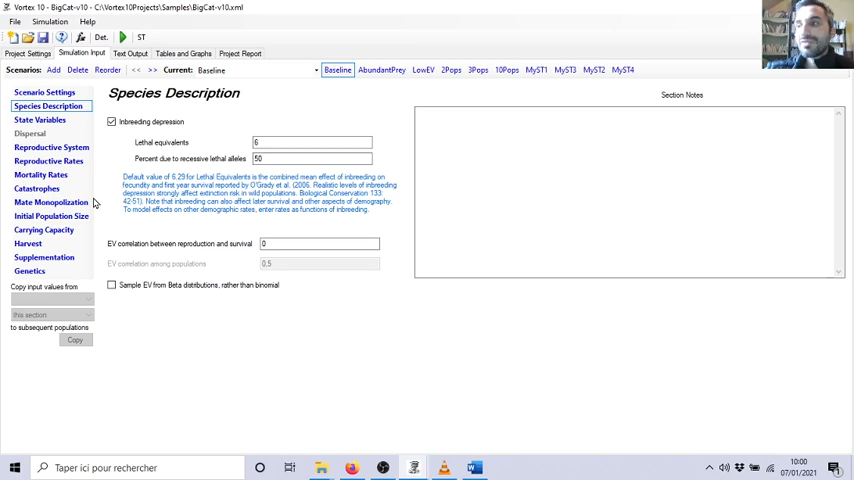 Vortex 10 - BigCat-v10 - C:\Vortex10Projects\Samples\BigCat-v10.xml
File Simulation Help
fx Det. ST
Project Settings Simulation Input Text Output Tables and Graphs Project Report
Scenarios: Add Delete Reorder << >> Current: Baseline Baseline AbundantPrey LowEV 2Pops 3Pops 10Pops MyST1 MyST3 MyST2 MyST4
Scenario Settings
Species Description
State Variables
Dispersal
Reproductive System
Reproductive Rates
Mortality Rates
Catastrophes
Mate Monopolization
Initial Population Size
Carrying Capacity
Harvest
Supplementation
Genetics
Copy input values from
this section
to subsequent populations
Copy
Species Description
Inbreeding depression
Lethal equivalents 6
Percent due to recessive lethal alleles 50
Default value of 6.29 for Lethal Equivalents is the combined mean effect of inbreeding on
fecundity and first year survival reported by O'Grady et al. (2006. Realistic levels of inbreeding
depression strongly affect extinction risk in wild populations. Biological Conservation 133:
42-51). Note that inbreeding can also affect later survival and other aspects of demography.
To model effects on other demographic rates, enter rates as functions of inbreeding.
EV correlation between reproduction and survival 0
EV correlation among populations 0,5
Sample EV from Beta distributions, rather than binomial
Section Notes
Taper ici pour rechercher
10:00
07/01/2021